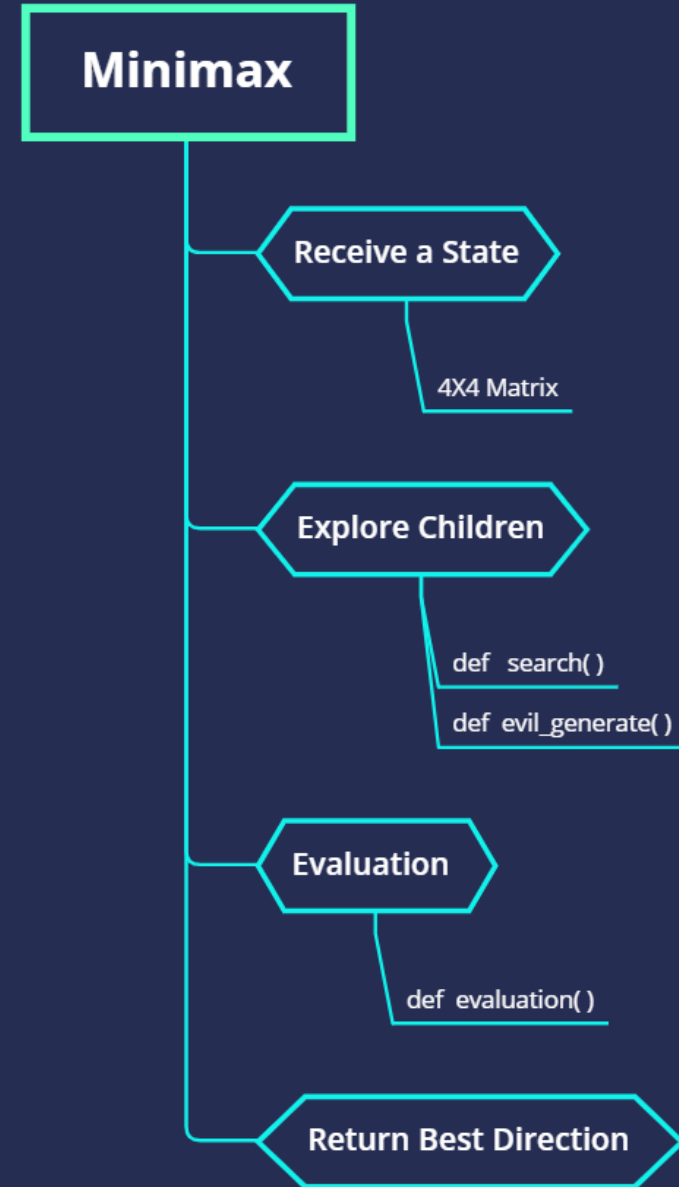 Minimax
Receive a State
4X4 Matrix
Explore Children
def search( )
def evil_generate( )
Evaluation
def evaluation( )
Return Best Direction